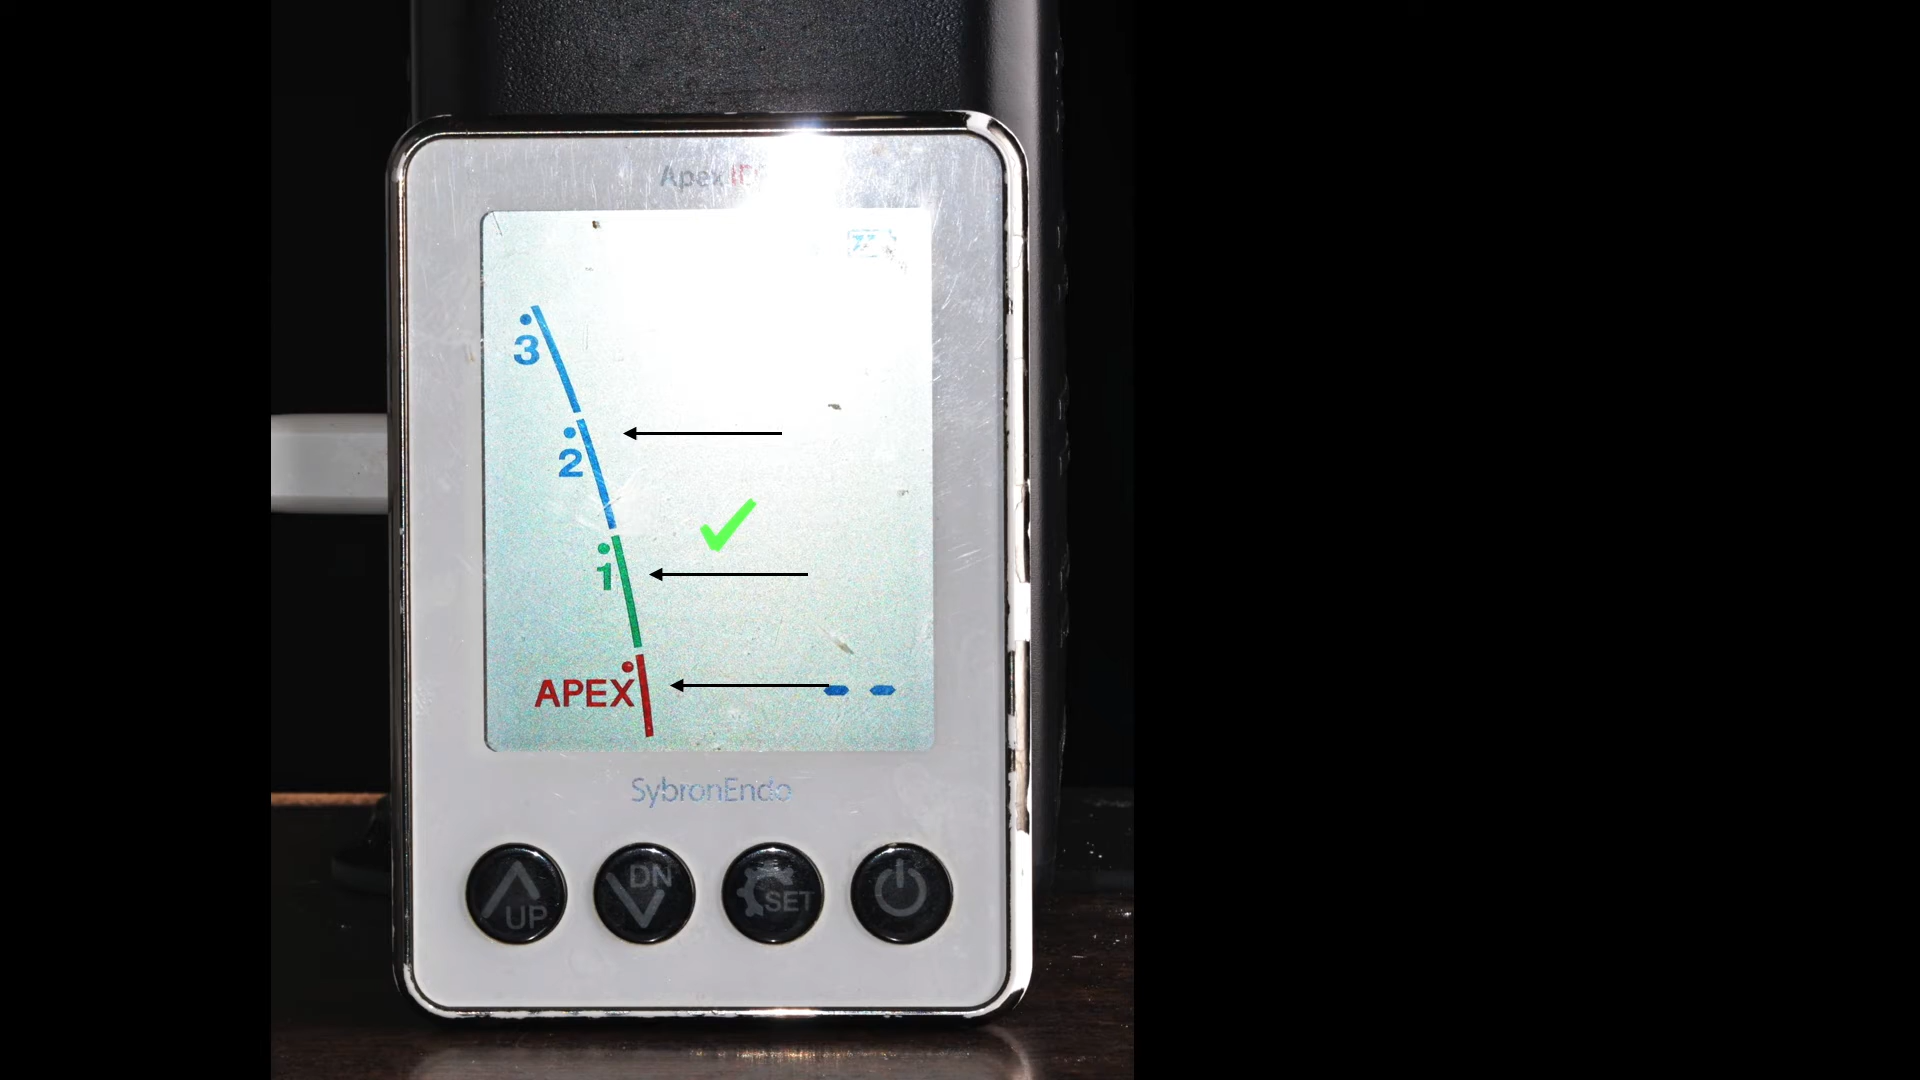 Apex
3
2
1
APEX
- -
SybronEndo
UP
DN
SET